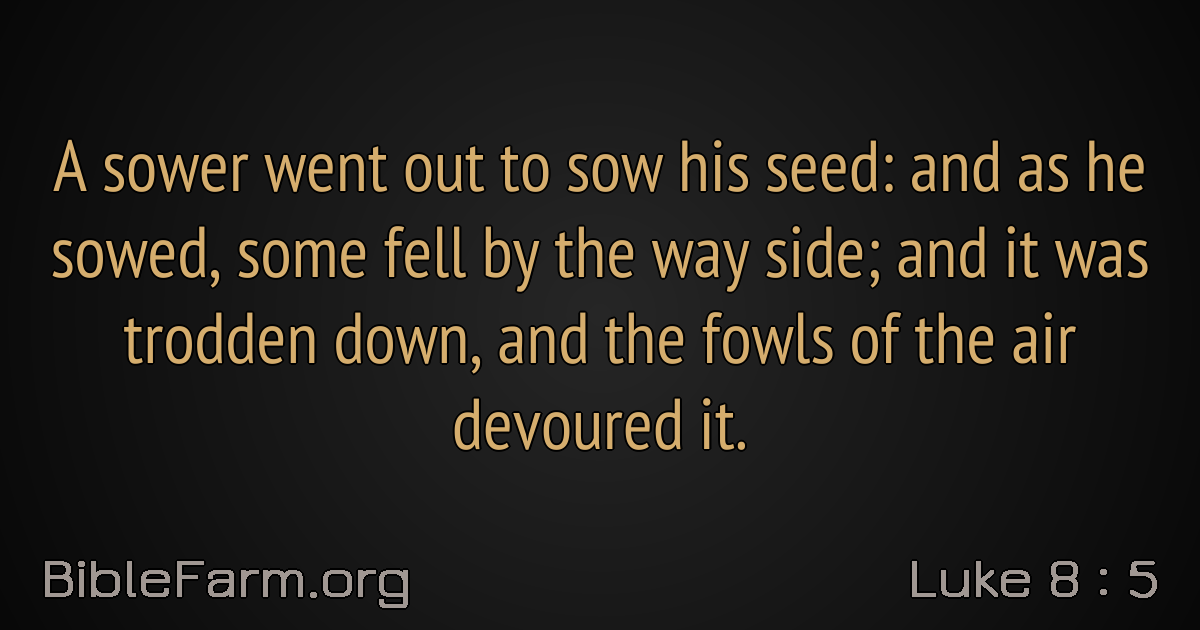 A sower went out to sow his seed: and as he
sowed, some fell by the way side; and it was
trodden down, and the fowls of the air
devoured it.
BibleFarm.org
Luke 8 : 5